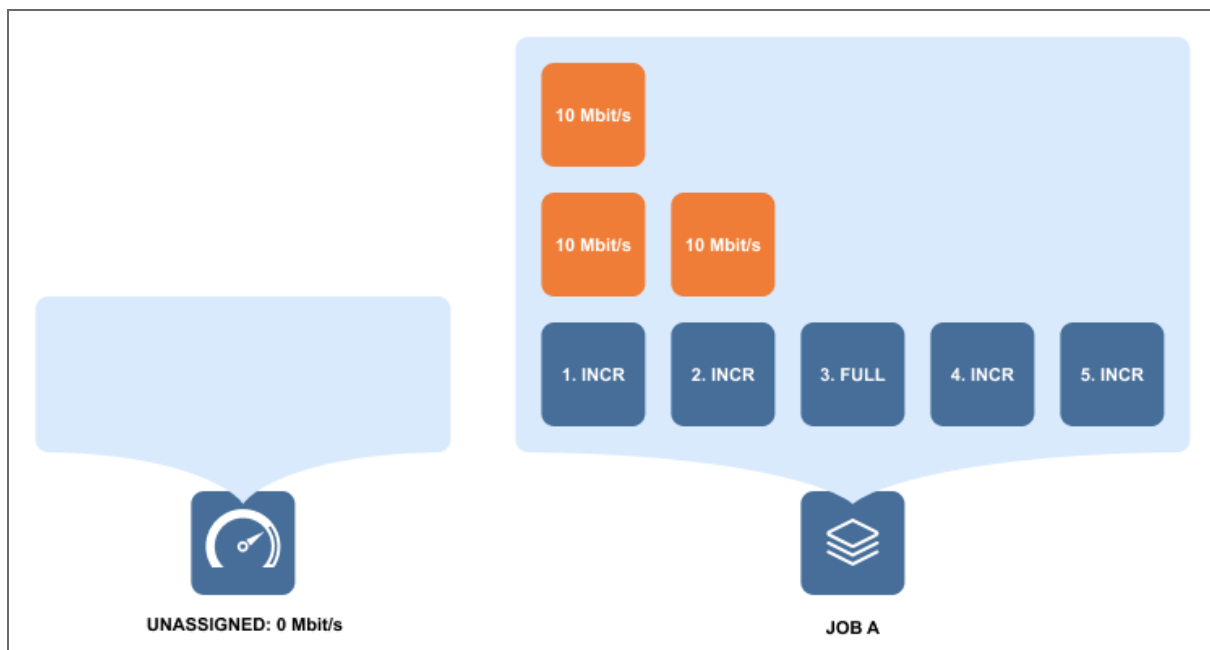 10 Mbit/s
10 Mbit/s 10 Mbit/s
1. INCR 2. INCR 3. FULL 4. INCR 5. INCR
UNASSIGNED: 0 Mbit/s
JOB A